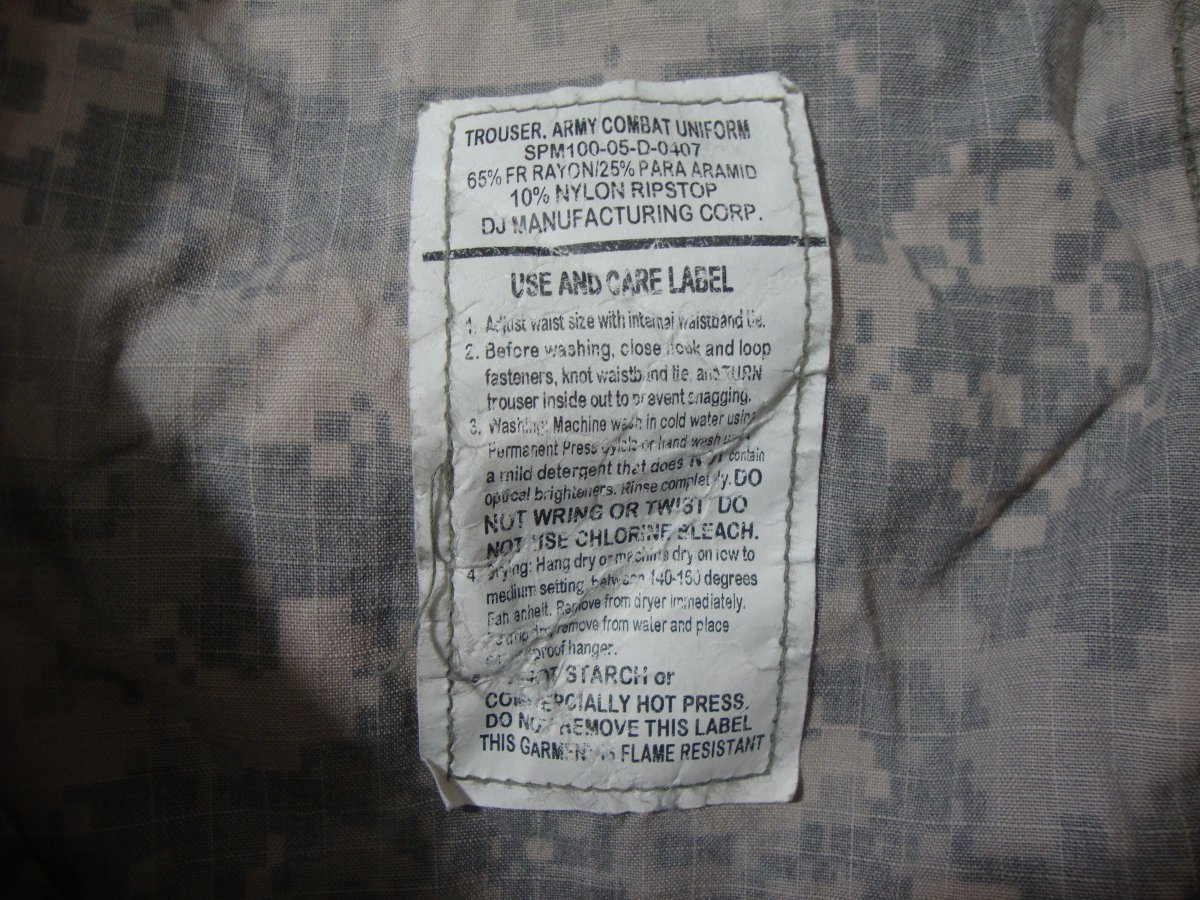 TROUSER, ARMY COMBAT UNIFORM
SPM100-05-D-0407
65% FR RAYON/25% PARA ARAMID
10% NYLON RIPSTOP
DJ MANUFACTURING CORP.
USE AND CARE LABEL
1. Adjust waist size with internal waistband tie.
2. Before washing, close hook and loop
fasteners, knot waistband tie, and TURN
trouser inside out to prevent snagging.
3. Washing: Machine wash in cold water using
Permanent Press cycle or hand wash
a mild detergent that does NOT contain
optical brighteners. Rinse completely. DO
NOT WRING OR TWIST DO
NOT USE CHLORINE BLEACH.
4. Drying: Hang dry or machine dry on low to
medium setting, between 140-160 degrees
Fahrenheit. Remove from dryer immediately.
remove from water and place
proof hanger.
NOT STARCH or
COMMERCIALLY HOT PRESS.
DO NOT REMOVE THIS LABEL
THIS GARMENT IS FLAME RESISTANT